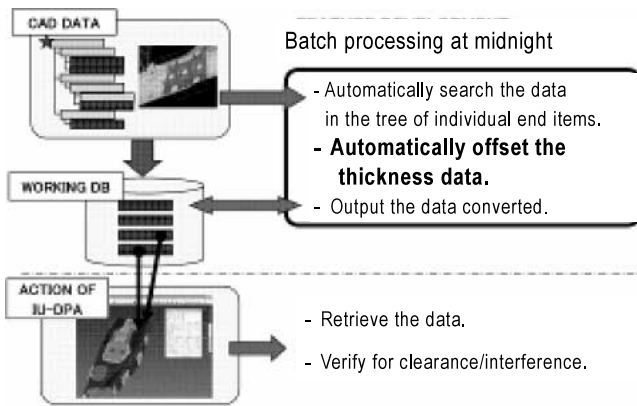 CAD DATA
Batch processing at midnight
- Automatically search the data
in the tree of individual end items.
- Automatically offset the
thickness data.
- Output the data converted.
WORKING DB
ACTION OF
IU-OPA
- Retrieve the data.
- Verify for clearance/interference.